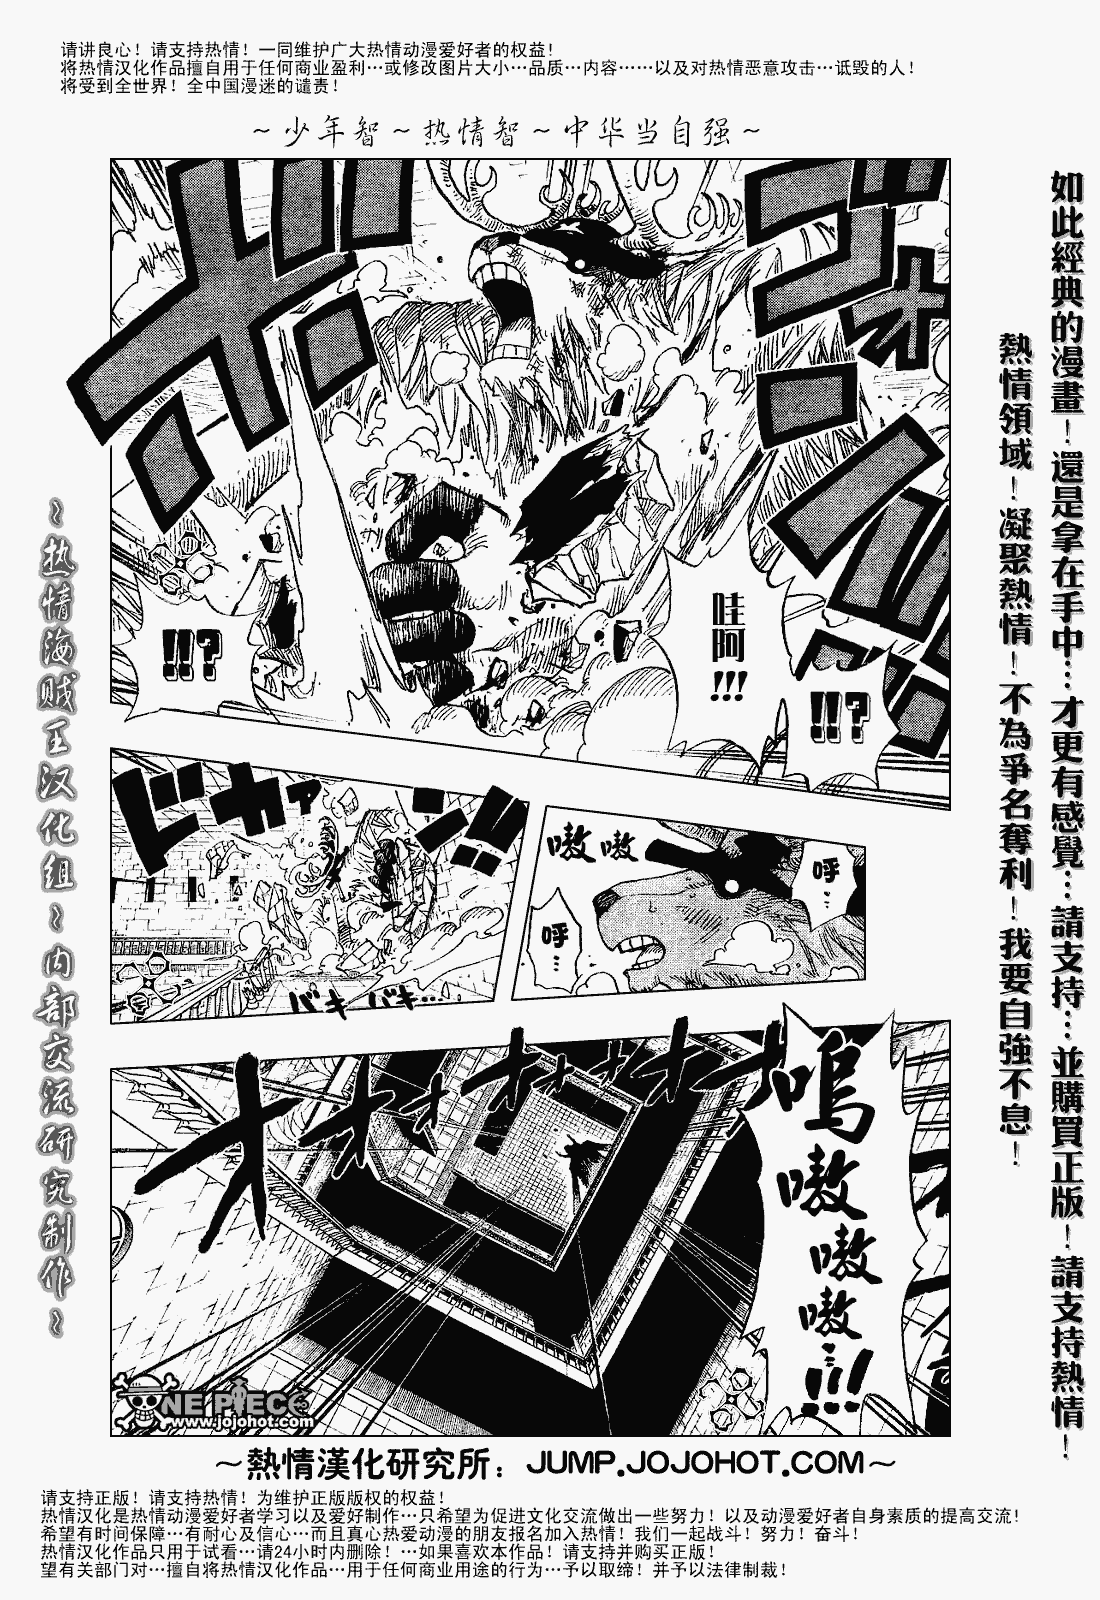 请讲良心！请支持热情！一同维护广大热情动漫爱好者的权益！
将热情汉化作品擅自用于任何商业盈利…或修改图片大小…品质…内容……以及对热情恶意攻击…诋毁的人！
将受到全世界！全中国漫迷的谴责！
～少年智～热情智～中华当自强～
如此經典的漫畫！還是拿在手中…才更有感覺…請支持…並購買正版！請支持熱情！
熱情領域！凝聚熱情！不為爭名奪利！我要自強不息！
～热情海贼王汉化组～内部交流研究制作～
!!?
哇阿!!!
!!?
ドカァン!!
バキバキ…
嗷嗷
呼…
呼…
オオオオオオ
嗚嗷嗷嗷…!!!
ONE PIECE
www.jojohot.com
～熱情漢化研究所：JUMP.JOJOHOT.COM～
请支持正版！请支持热情！为维护正版版权的权益！
热情汉化是热情动漫爱好者学习以及爱好制作…只希望为促进文化交流做出一些努力！以及动漫爱好者自身素质的提高交流！
希望有时间保障…有耐心及信心…而且真心热爱动漫的朋友报名加入热情！我们一起战斗！努力！奋斗！
热情汉化作品只用于试看…请24小时内删除！…如果喜欢本作品！请支持并购买正版！
望有关部门对…擅自将热情汉化作品…用于任何商业用途的行为…予以取缔！并予以法律制裁！